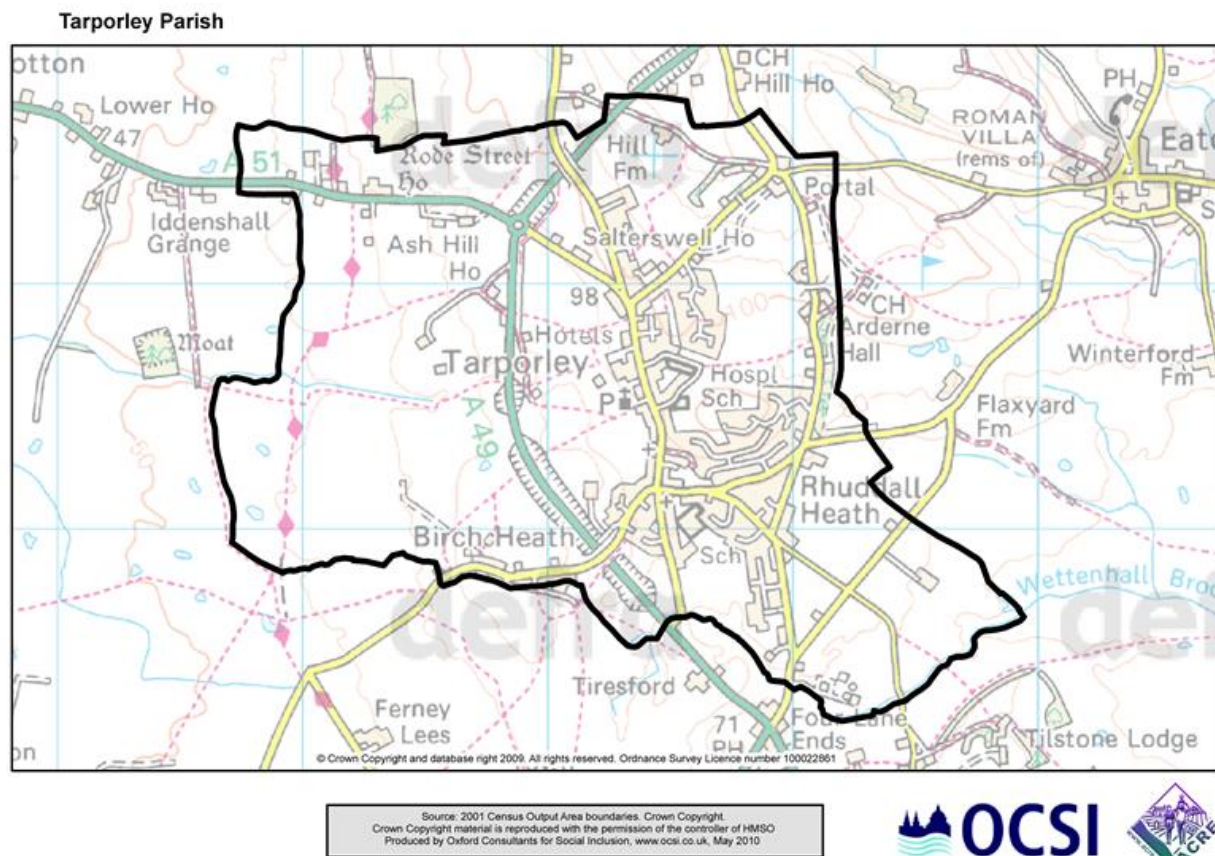 Tarporley Parish
otton
Lower Ho
47
A 51
Iddenshall
Grange
Rode Street
Ho
Ash Hill
Ho
CH
Hill Ho
Hill
Fm
PH
ROMAN
VILLA
(rems of)
Eato
Portal
Salterswell Ho
98
100
CH
Arderne
Hall
Moat
Hotels
Tarporley
Hospl
Sch
P
A 49
Winterford
Fm
Flaxyard
Fm
Rhuddall
Heath
Birch Heath
Sch
Wettenhall Broo
defra
Tiresford
71
PH
Four Lane
Ends
Ferney
Lees
on
Tilstone Lodge
© Crown Copyright and database right 2009. All rights reserved. Ordnance Survey Licence number 100022861
Source: 2001 Census Output Area boundaries. Crown Copyright.
Crown Copyright material is reproduced with the permission of the controller of HMSO
Produced by Oxford Consultants for Social Inclusion, www.ocsi.co.uk, May 2010
OCSI